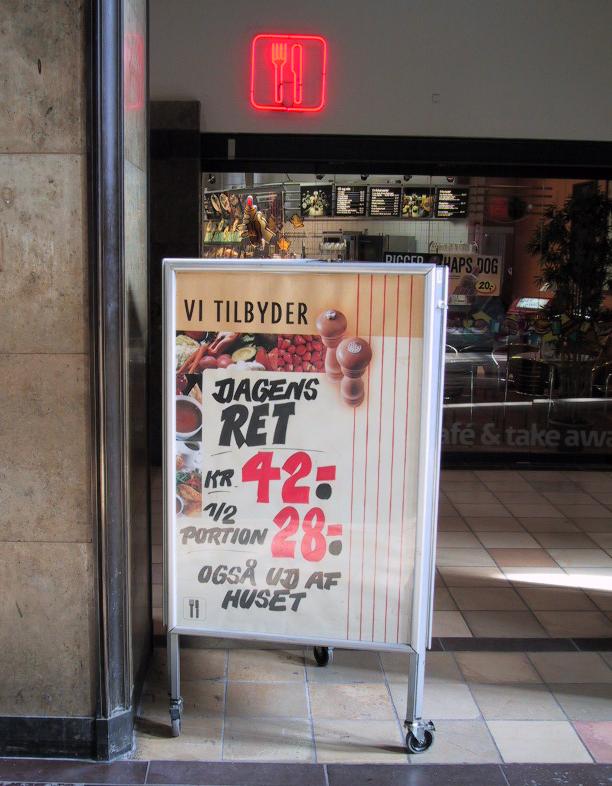 BIGGER HAPS DOG
20,-
VI TILBYDER
DAGENS
RET
KR 42:-
1/2
PORTION 28:-
OGSÅ UD AF
HUSET
afé & take awa